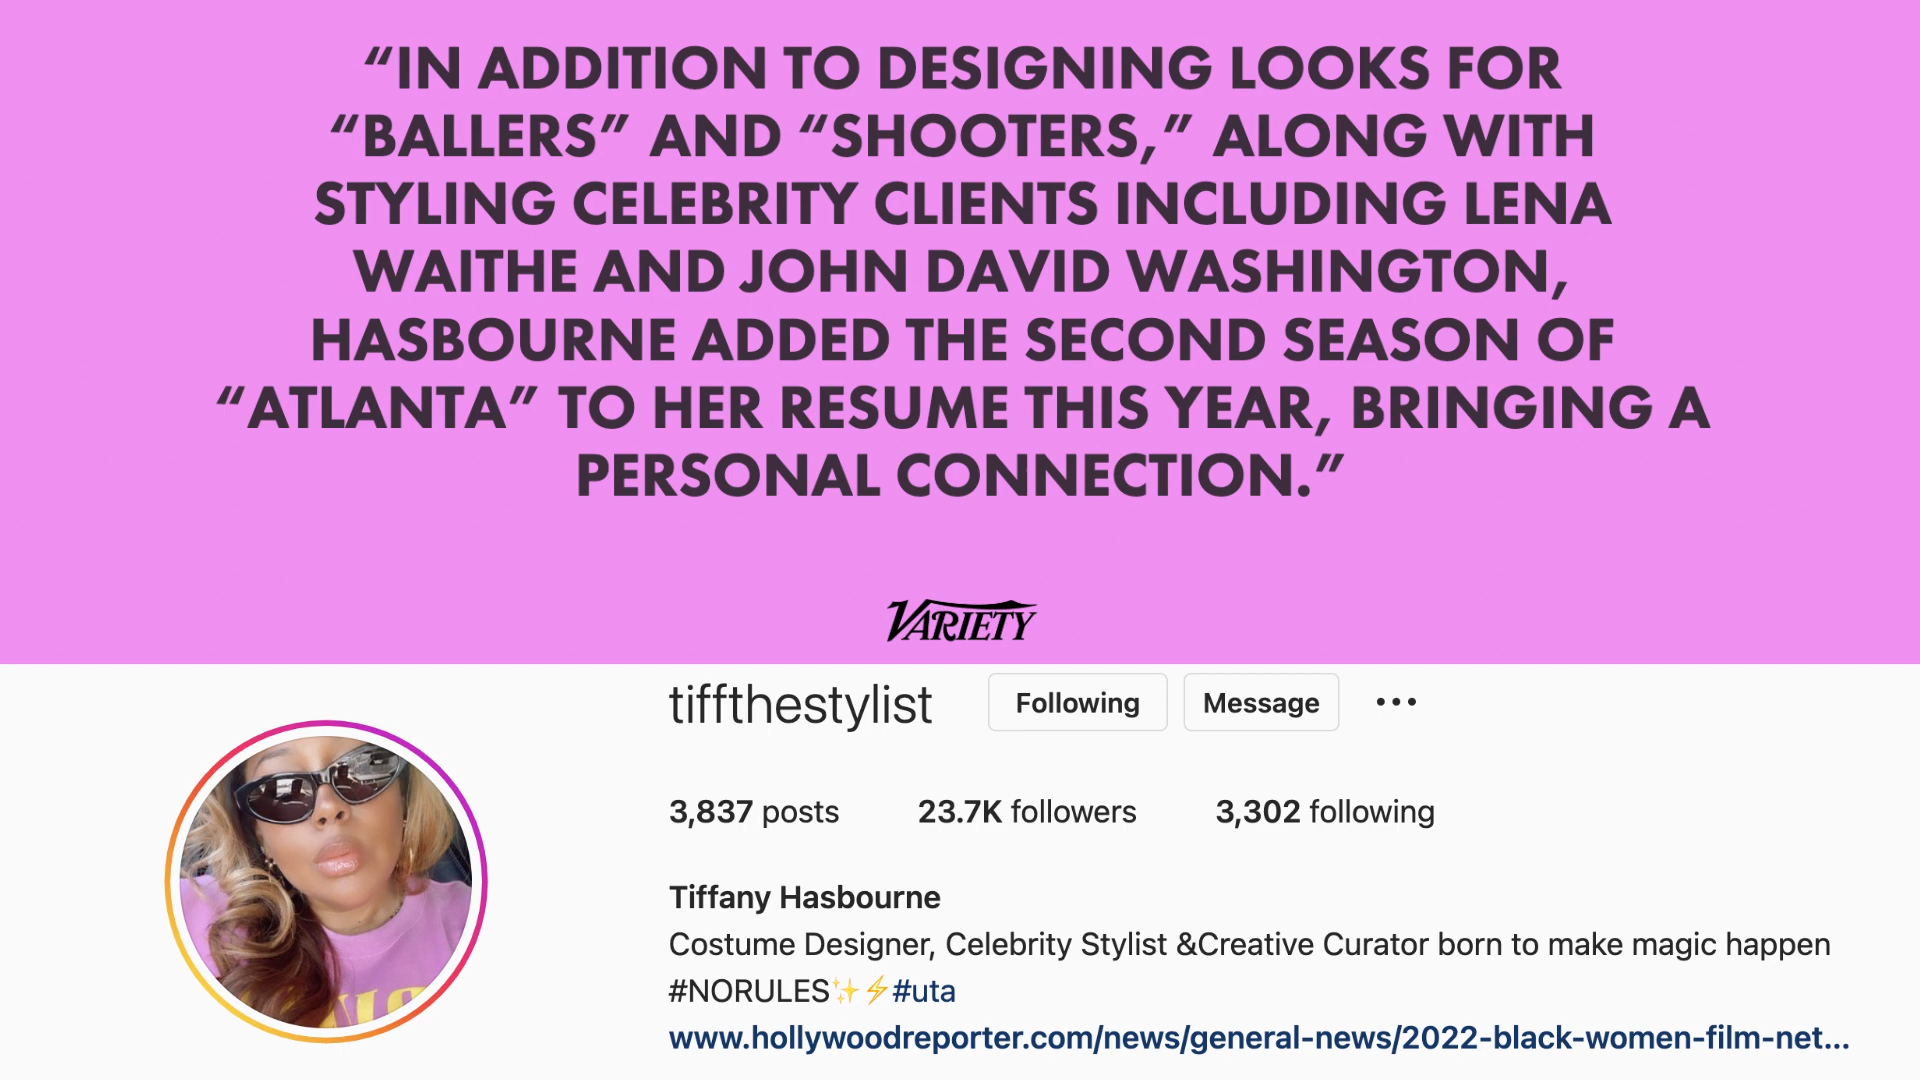 “IN ADDITION TO DESIGNING LOOKS FOR
“BALLERS” AND “SHOOTERS,” ALONG WITH
STYLING CELEBRITY CLIENTS INCLUDING LENA
WAITHE AND JOHN DAVID WASHINGTON,
HASBOURNE ADDED THE SECOND SEASON OF
“ATLANTA” TO HER RESUME THIS YEAR, BRINGING A
PERSONAL CONNECTION.”
VARIETY
tiffthestylist Following Message •••
3,837 posts 23.7K followers 3,302 following
Tiffany Hasbourne
Costume Designer, Celebrity Stylist &Creative Curator born to make magic happen
#NORULES✨⚡#uta
www.hollywoodreporter.com/news/general-news/2022-black-women-film-net...